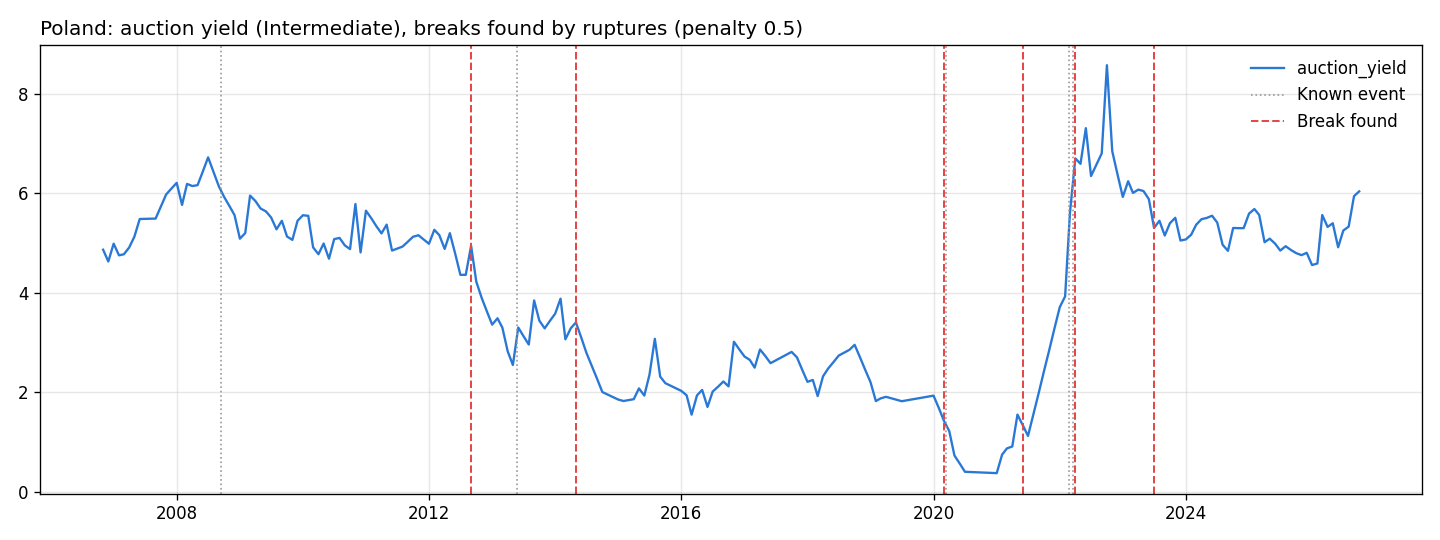 Poland: auction yield (Intermediate), breaks found by ruptures (penalty 0.5)
auction_yield
Known event
Break found
8
6
4
2
0
2008 2012 2016 2020 2024